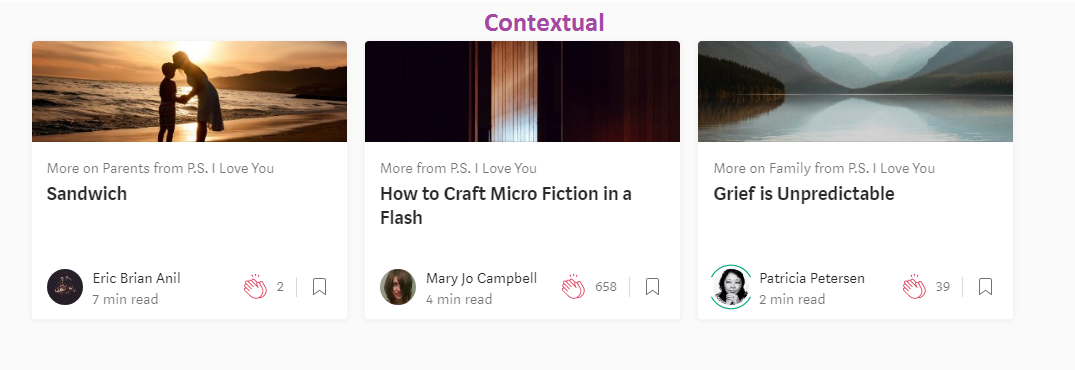 Contextual
More on Parents from P.S. I Love You
Sandwich
Eric Brian Anil
7 min read
2
More from P.S. I Love You
How to Craft Micro Fiction in a
Flash
Mary Jo Campbell
4 min read
658
More on Family from P.S. I Love You
Grief is Unpredictable
Patricia Petersen
2 min read
39